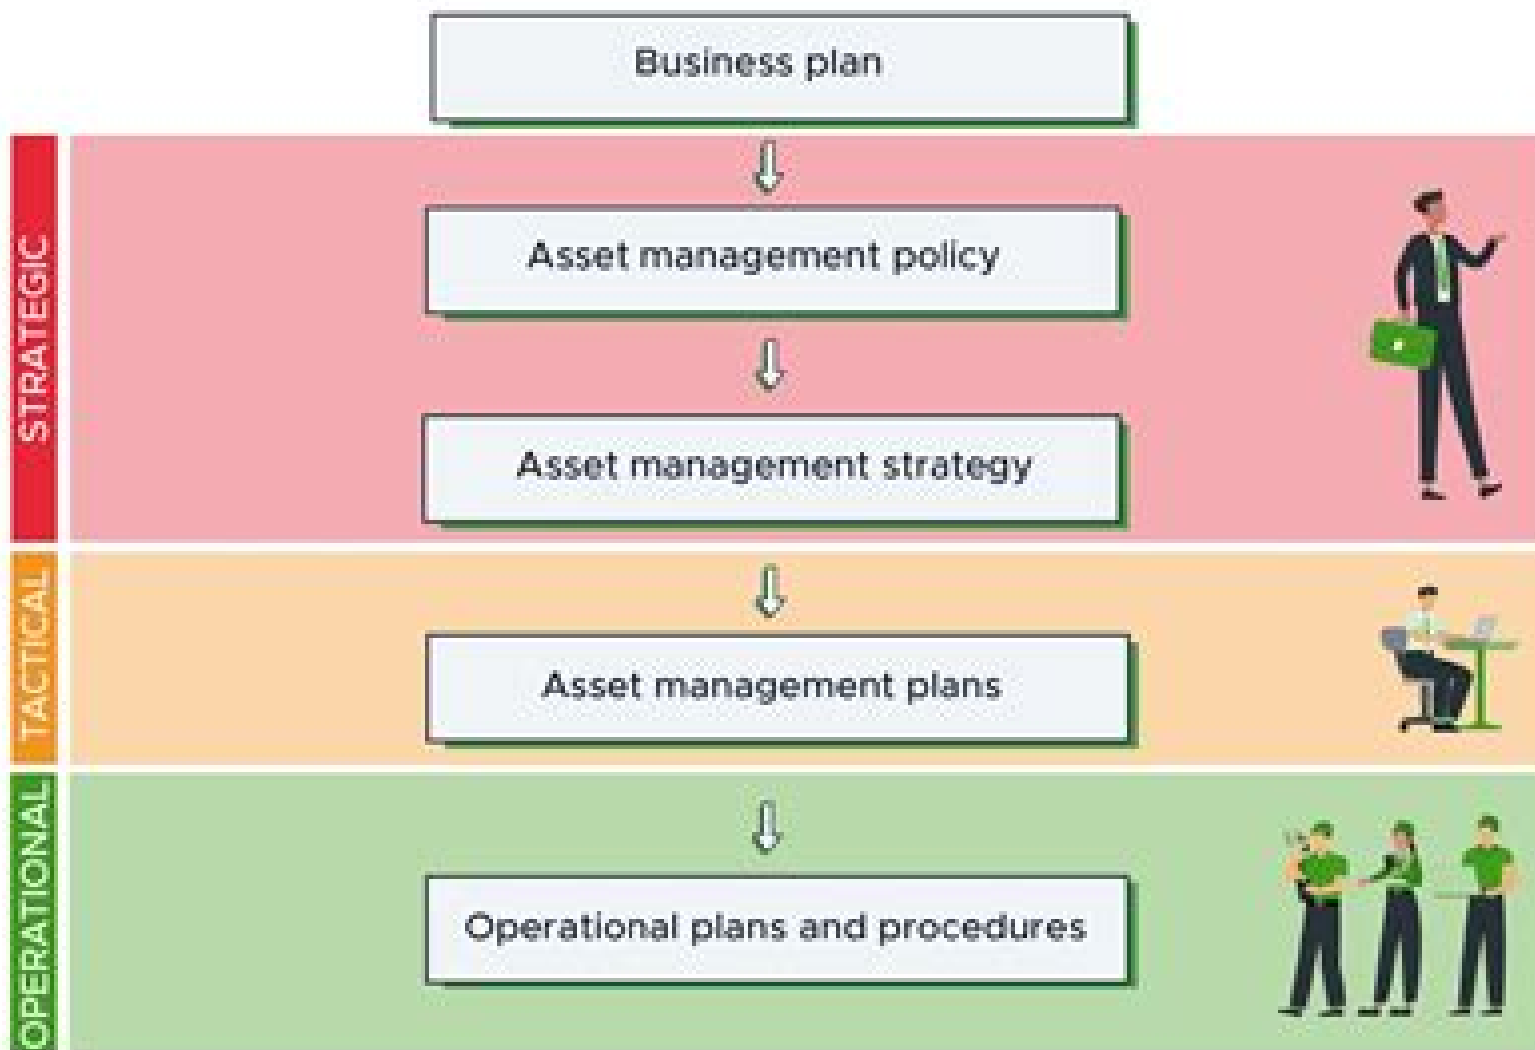 Business plan
STRATEGIC
Asset management policy
Asset management strategy
TACTICAL
Asset management plans
OPERATIONAL
Operational plans and procedures